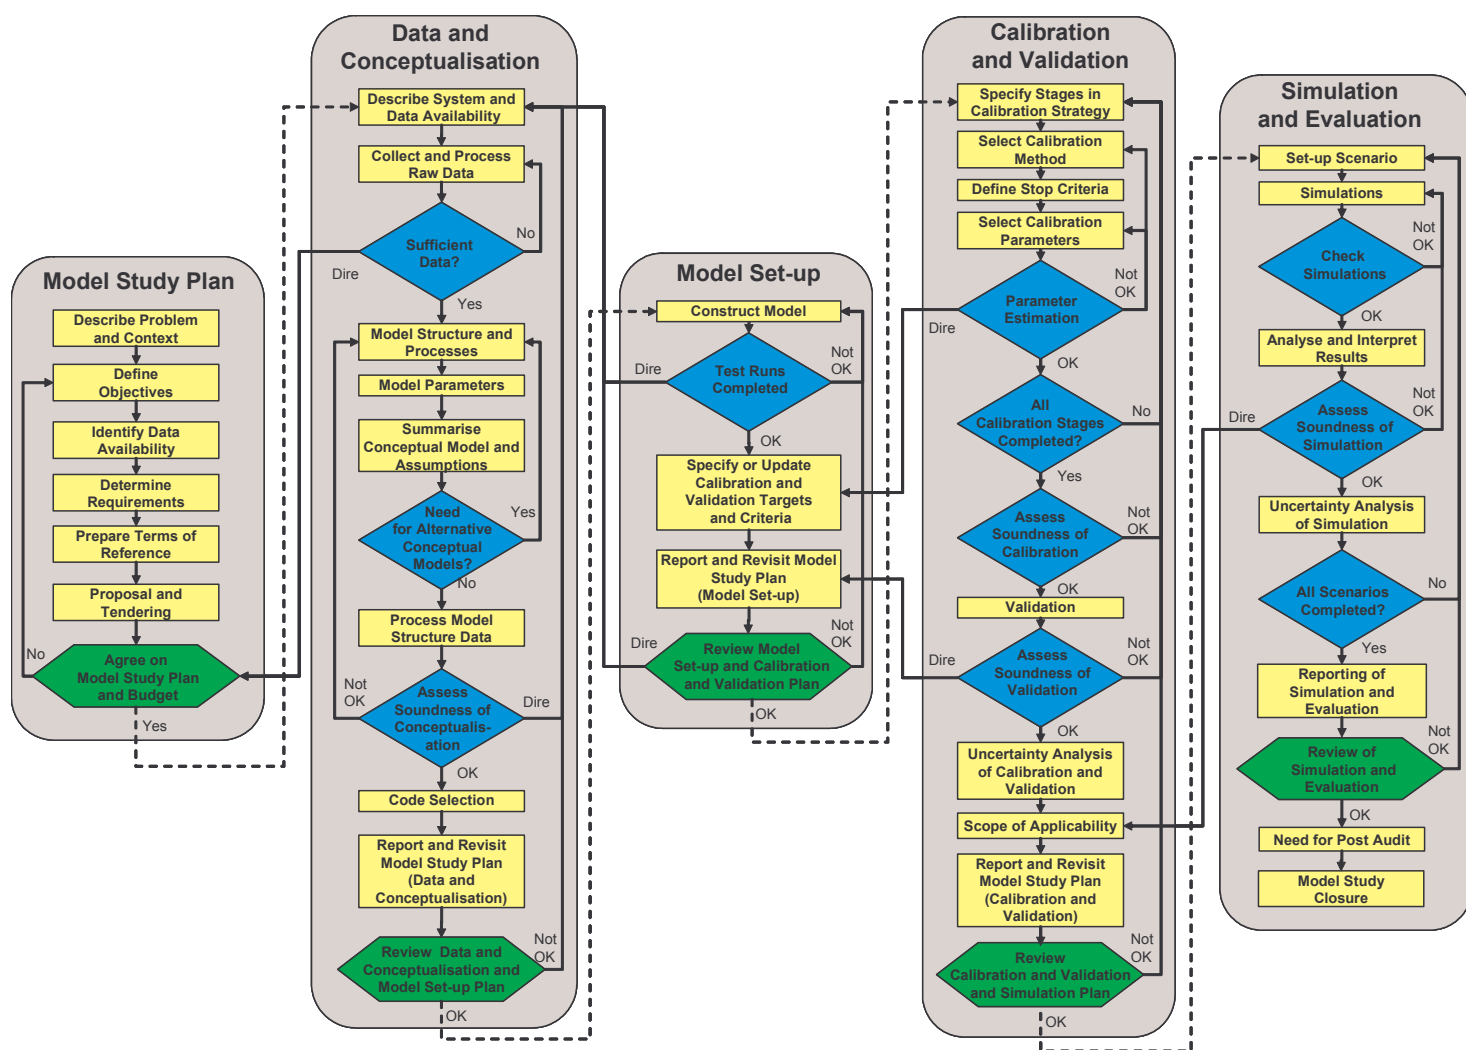 Model Study Plan
Describe Problem
and Context
Define
Objectives
Identify Data
Availability
Determine
Requirements
Prepare Terms of
Reference
Proposal and
Tendering
No
Agree on
Model Study Plan
and Budget
Yes
Data and
Conceptualisation
Describe System and
Data Availability
Collect and Process
Raw Data
No
Sufficient
Data?
Dire
Yes
Model Structure and
Processes
Model Parameters
Summarise
Conceptual Model and
Assumptions
Need
for Alternative
Conceptual
Models?
Yes
No
Process Model
Structure Data
Not
OK
Assess
Soundness of
Conceptualis-
ation
Dire
OK
Code Selection
Report and Revisit
Model Study Plan
(Data and
Conceptualisation)
Not
OK
Review Data and
Conceptualisation and
Model Set-up Plan
OK
Model Set-up
Construct Model
Not
OK
Dire
Test Runs
Completed
OK
Specify or Update
Calibration and
Validation Targets
and Criteria
Report and Revisit Model
Study Plan
(Model Set-up)
Not
OK
Dire
Review Model
Set-up and Calibration
and Validation Plan
OK
Calibration
and Validation
Specify Stages in
Calibration Strategy
Select Calibration
Method
Define Stop Criteria
Select Calibration
Parameters
Not
OK
Parameter
Estimation
Dire
OK
All
Calibration Stages
Completed?
No
Yes
Not
OK
Assess
Soundness of
Calibration
OK
Validation
Not
OK
Dire
Assess
Soundness of
Validation
OK
Uncertainty Analysis
of Calibration and
Validation
Scope of Applicability
Report and Revisit
Model Study Plan
(Calibration and
Validation)
Not
OK
Review
Calibration and Validation
and Simulation Plan
OK
Simulation
and Evaluation
Set-up Scenario
Simulations
Not
OK
Check
Simulations
OK
Analyse and Interpret
Results
Not
OK
Dire
Assess
Soundness of
Simulattion
OK
Uncertainty Analysis
of Simulation
No
All Scenarios
Completed?
Yes
Reporting of
Simulation and
Evaluation
Not
OK
Review of
Simulation and
Evaluation
OK
Need for Post Audit
Model Study
Closure